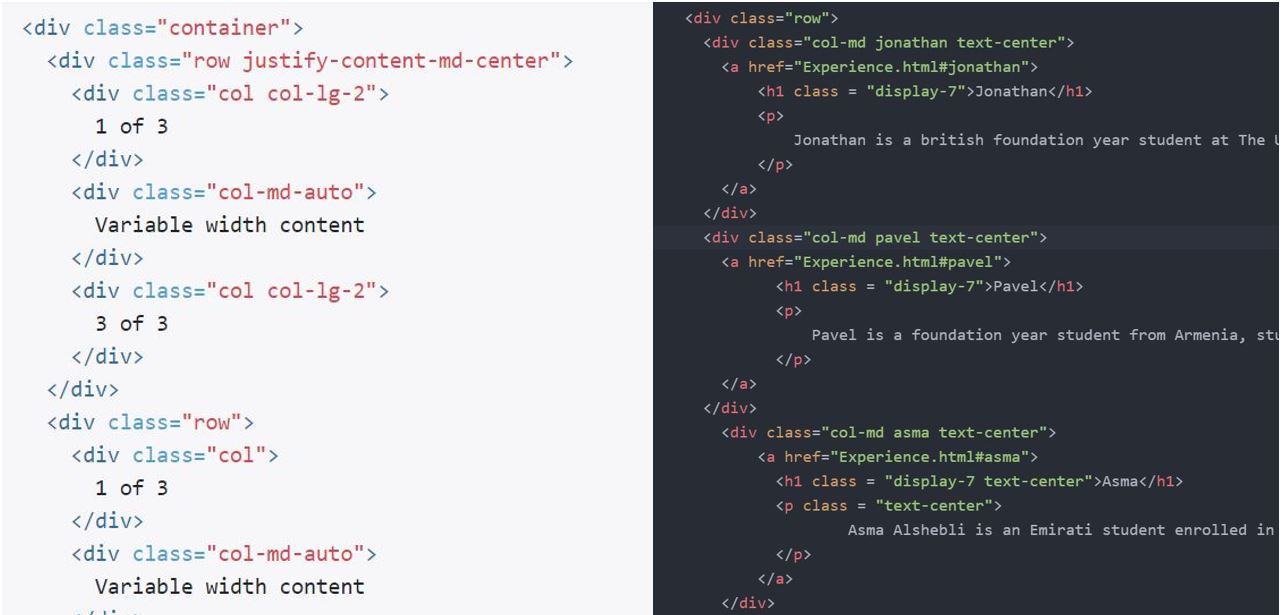 <div class="container">
<div class="row justify-content-md-center">
<div class="col col-lg-2">
1 of 3
</div>
<div class="col-md-auto">
Variable width content
</div>
<div class="col col-lg-2">
3 of 3
</div>
</div>
<div class="row">
<div class="col">
1 of 3
</div>
<div class="col-md-auto">
Variable width content
<div class="row">
<div class="col-md jonathan text-center">
<a href="Experience.html#jonathan">
<h1 class = "display-7">Jonathan</h1>
<p>
Jonathan is a british foundation year student at The
</p>
</a>
</div>
<div class="col-md pavel text-center">
<a href="Experience.html#pavel">
<h1 class = "display-7">Pavel</h1>
<p>
Pavel is a foundation year student from Armenia,
</p>
</a>
</div>
<div class="col-md asma text-center">
<a href="Experience.html#asma">
<h1 class = "display-7 text-center">Asma</h1>
<p class = "text-center">
Asma Alshebli is an Emirati student enrolled in
</p>
</a>
</div>